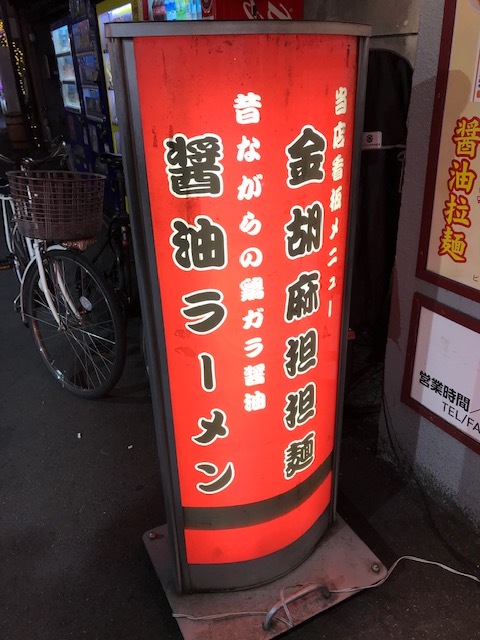 当店看板メニュー
金胡麻担担麺
昔ながらの鶏ガラ醤油
醤油ラーメン
醤油拉麺
営業時間/
TEL/FA